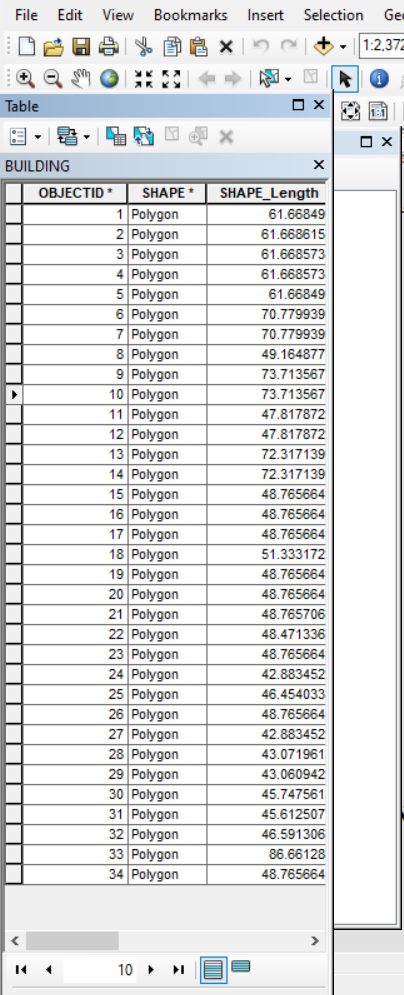 File Edit View Bookmarks Insert Selection
1:2,372
Table
BUILDING
OBJECTID * SHAPE * SHAPE_Length
1 Polygon 61.66849
2 Polygon 61.668615
3 Polygon 61.668573
4 Polygon 61.668573
5 Polygon 61.66849
6 Polygon 70.779939
7 Polygon 70.779939
8 Polygon 49.164877
9 Polygon 73.713567
10 Polygon 73.713567
11 Polygon 47.817872
12 Polygon 47.817872
13 Polygon 72.317139
14 Polygon 72.317139
15 Polygon 48.765664
16 Polygon 48.765664
17 Polygon 48.765664
18 Polygon 51.333172
19 Polygon 48.765664
20 Polygon 48.765664
21 Polygon 48.765706
22 Polygon 48.471336
23 Polygon 48.765664
24 Polygon 42.883452
25 Polygon 46.454033
26 Polygon 48.765664
27 Polygon 42.883452
28 Polygon 43.071961
29 Polygon 43.060942
30 Polygon 45.747561
31 Polygon 45.612507
32 Polygon 46.591306
33 Polygon 86.66128
34 Polygon 48.765664
10